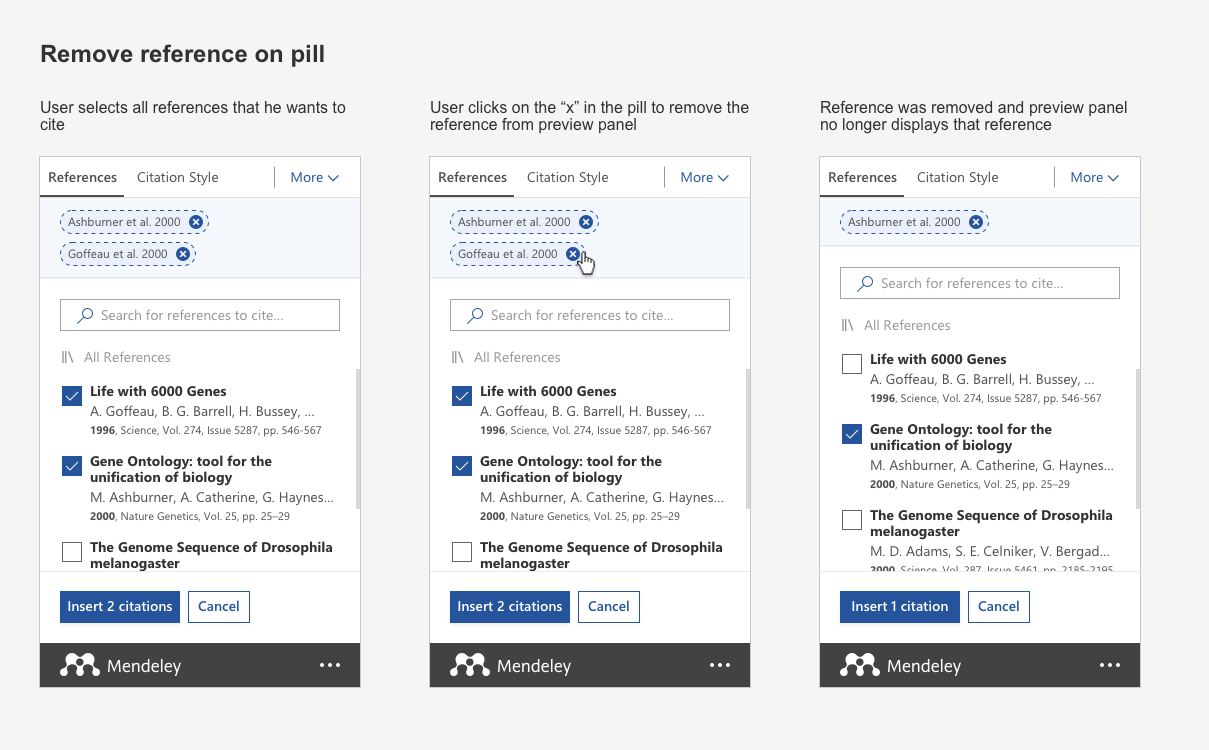 Remove reference on pill
User selects all references that he wants to
cite
References
Citation Style
More
Ashburner et al. 2000
Goffeau et al. 2000
Search for references to cite...
All References
Life with 6000 Genes
A. Goffeau, B. G. Barrell, H. Bussey, ...
1996, Science, Vol. 274, Issue 5287, pp. 546-567
Gene Ontology: tool for the
unification of biology
M. Ashburner, A. Catherine, G. Haynes...
2000, Nature Genetics, Vol. 25, pp. 25–29
The Genome Sequence of Drosophila
melanogaster
Insert 2 citations
Cancel
Mendeley
User clicks on the “x” in the pill to remove the
reference from preview panel
References
Citation Style
More
Ashburner et al. 2000
Goffeau et al. 2000
Search for references to cite...
All References
Life with 6000 Genes
A. Goffeau, B. G. Barrell, H. Bussey, ...
1996, Science, Vol. 274, Issue 5287, pp. 546-567
Gene Ontology: tool for the
unification of biology
M. Ashburner, A. Catherine, G. Haynes...
2000, Nature Genetics, Vol. 25, pp. 25–29
The Genome Sequence of Drosophila
melanogaster
Insert 2 citations
Cancel
Mendeley
Reference was removed and preview panel
no longer displays that reference
References
Citation Style
More
Ashburner et al. 2000
Search for references to cite...
All References
Life with 6000 Genes
A. Goffeau, B. G. Barrell, H. Bussey, ...
1996, Science, Vol. 274, Issue 5287, pp. 546-567
Gene Ontology: tool for the
unification of biology
M. Ashburner, A. Catherine, G. Haynes...
2000, Nature Genetics, Vol. 25, pp. 25–29
The Genome Sequence of Drosophila
melanogaster
M. D. Adams, S. E. Celniker, V. Bergad...
2000, Science, Vol. 287, Issue 5461, pp. 2185-2195
Insert 1 citation
Cancel
Mendeley